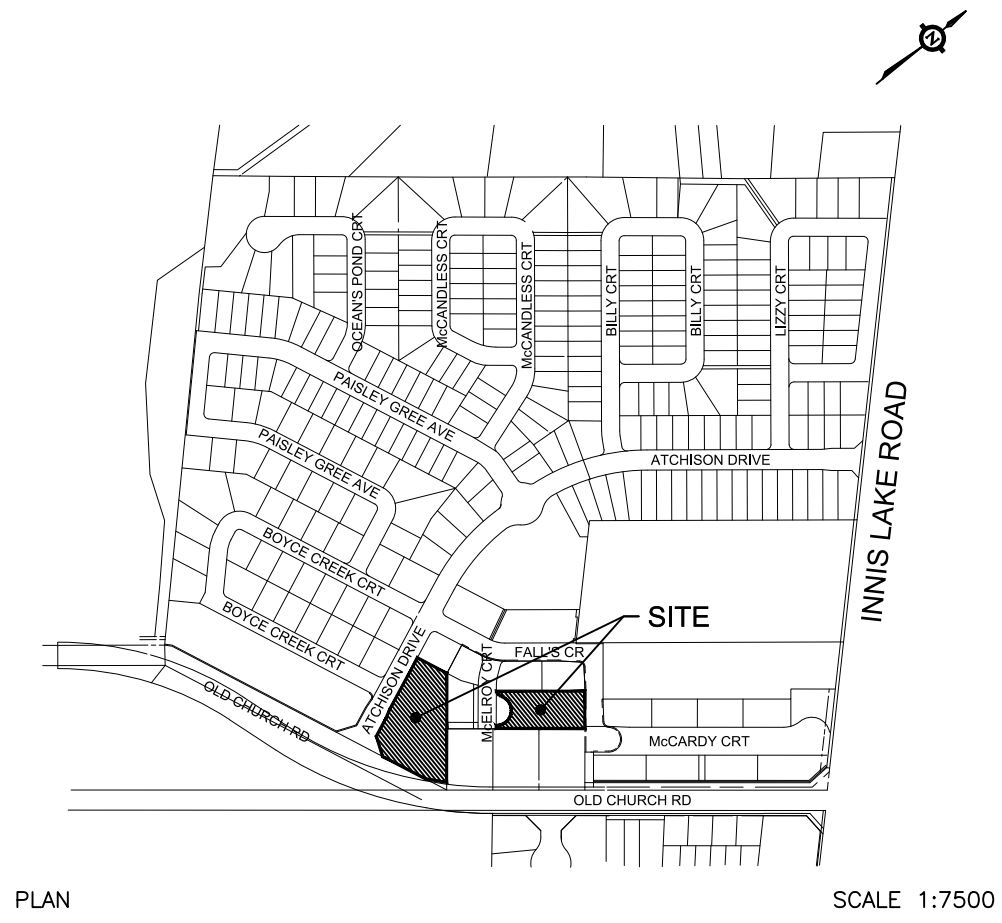 N
OCEAN'S POND CRT
McCANDLESS CRT
McCANDLESS CRT
BILLY CRT
BILLY CRT
LIZZY CRT
PAISLEY GREE AVE
PAISLEY GREE AVE
ATCHISON DRIVE
INNIS LAKE ROAD
BOYCE CREEK CRT
BOYCE CREEK CRT
SITE
ATCHISON DRIVE
FALL'S CR
McELROY CRT
OLD CHURCH RD
McCARDY CRT
OLD CHURCH RD
PLAN
SCALE 1:7500